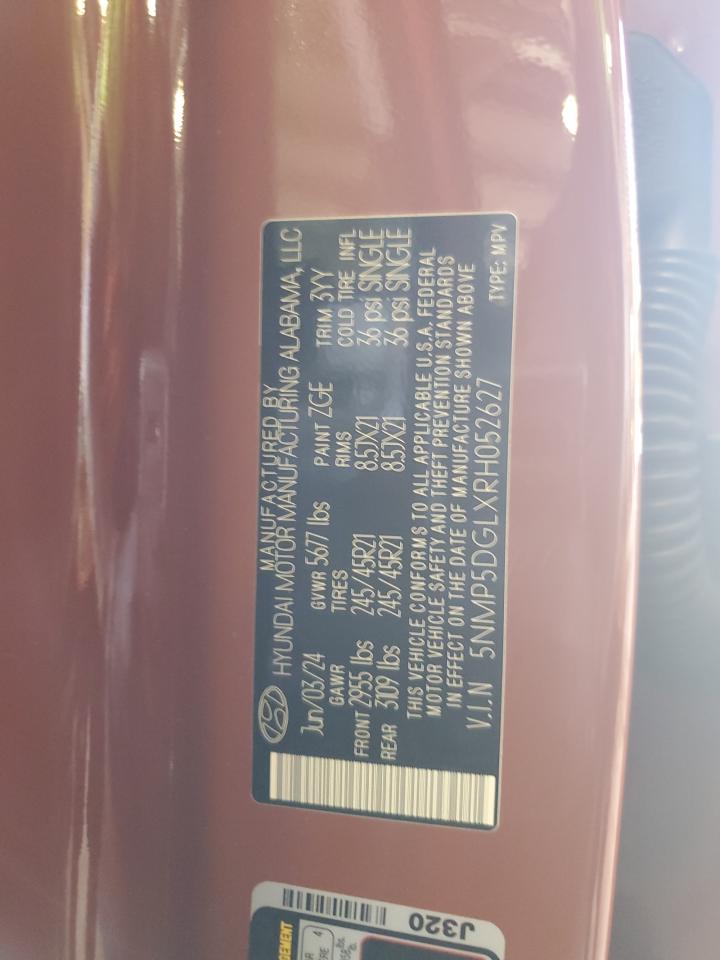 MANUFACTURED BY
HYUNDAI MOTOR MANUFACTURING ALABAMA, LLC
Jun/03/24 GVWR 5677 lbs PAINT ZGE TRIM 3YY
GAWR TIRES RIMS COLD TIRE INFL
FRONT 2955 lbs 245/45R21 8.5JX21 36 psi SINGLE
REAR 3109 lbs 245/45R21 8.5JX21 36 psi SINGLE
THIS VEHICLE CONFORMS TO ALL APPLICABLE U.S.A. FEDERAL
MOTOR VEHICLE SAFETY AND THEFT PREVENTION STANDARDS
IN EFFECT ON THE DATE OF MANUFACTURE SHOWN ABOVE
V.I.N 5NMP5DGLXRH052627 TYPE: MPV
J320